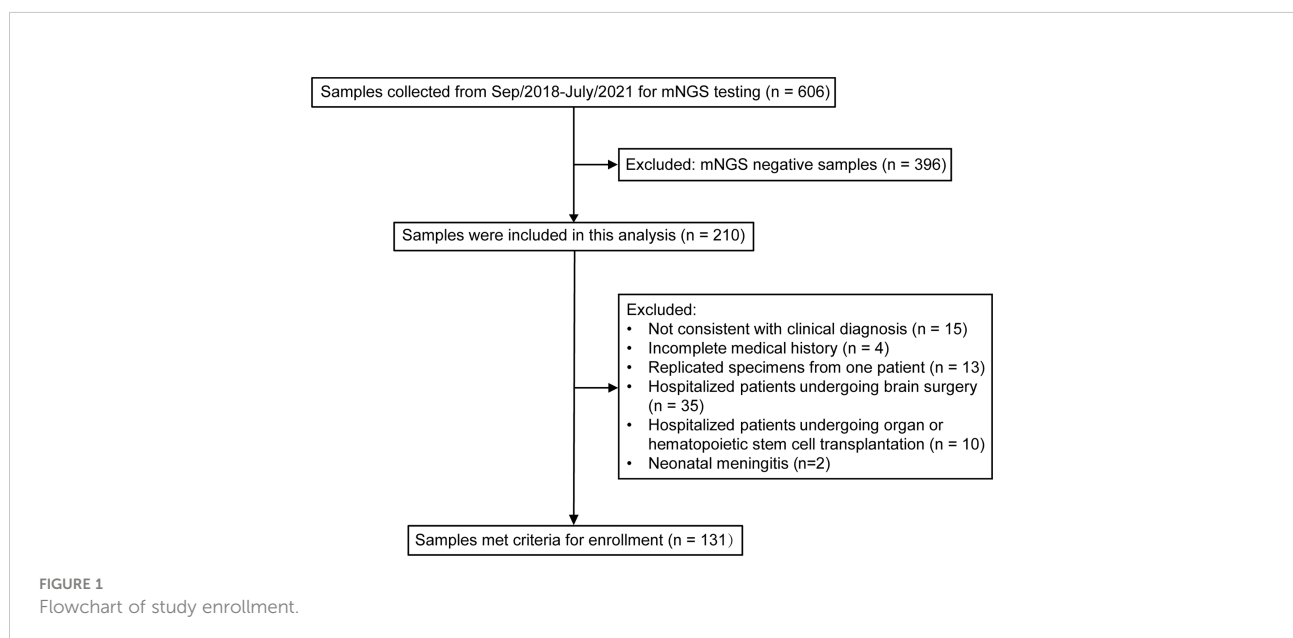 Samples collected from Sep/2018-July/2021 for mNGS testing (n = 606)
Excluded: mNGS negative samples (n = 396)
Samples were included in this analysis (n = 210)
Excluded:
• Not consistent with clinical diagnosis (n = 15)
• Incomplete medical history (n = 4)
• Replicated specimens from one patient (n = 13)
• Hospitalized patients undergoing brain surgery
(n = 35)
• Hospitalized patients undergoing organ or
hematopoietic stem cell transplantation (n = 10)
• Neonatal meningitis (n=2)
Samples met criteria for enrollment (n = 131）
FIGURE 1
Flowchart of study enrollment.